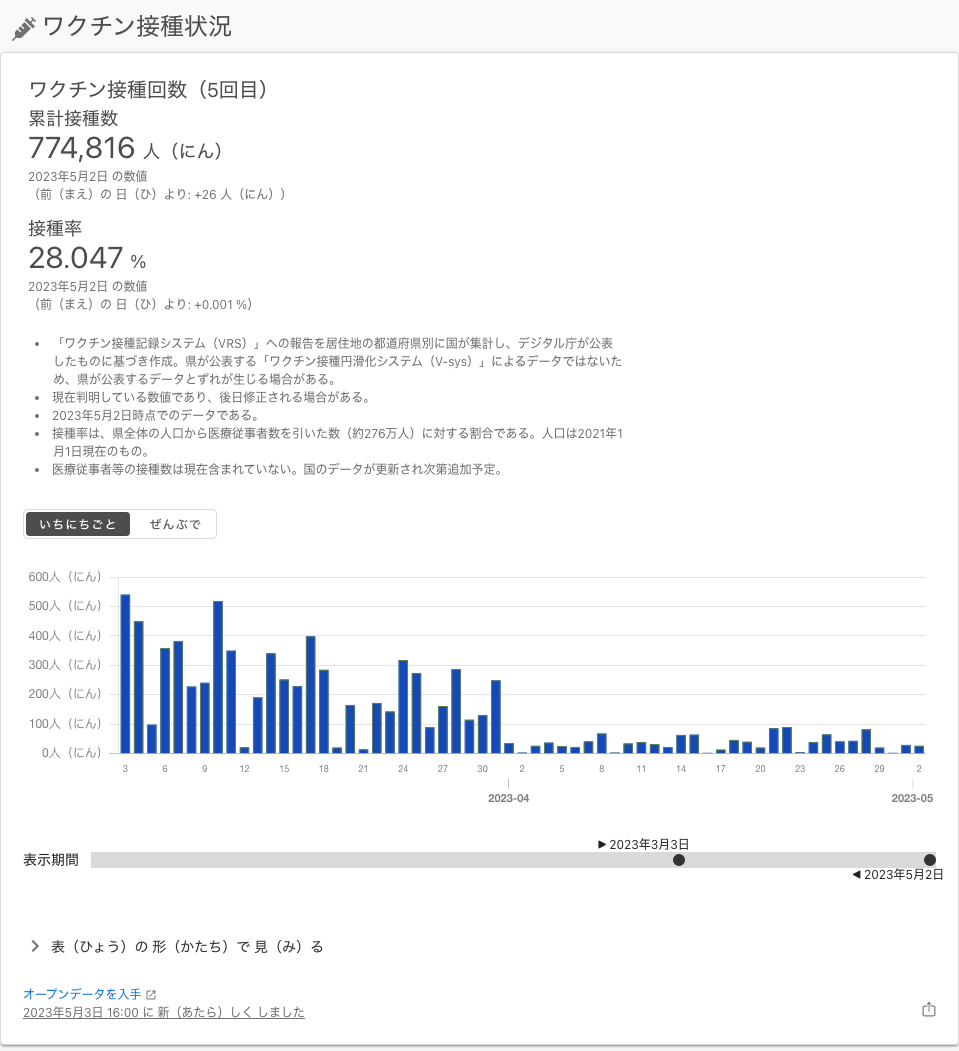 ワクチン接種状況
ワクチン接種回数（5回目）
累計接種数
774,816 人（にん）
2023年5月2日 の数値
（前（まえ）の 日（ひ）より: +26 人（にん））
接種率
28.047 %
2023年5月2日 の数値
（前（まえ）の 日（ひ）より: +0.001 %）
• 「ワクチン接種記録システム（VRS）」への報告を居住地の都道府県別に国が集計し、デジタル庁が公表
したものに基づき作成。県が公表する「ワクチン接種円滑化システム（V-sys）」によるデータではないた
め、県が公表するデータとずれが生じる場合がある。
• 現在判明している数値であり、後日修正される場合がある。
• 2023年5月2日時点でのデータである。
• 接種率は、県全体の人口から医療従事者数を引いた数（約276万人）に対する割合である。人口は2021年1
月1日現在のもの。
• 医療従事者等の接種数は現在含まれていない。国のデータが更新され次第追加予定。
いちにちごと ぜんぶで
600人（にん）
500人（にん）
400人（にん）
300人（にん）
200人（にん）
100人（にん）
0人（にん）
3 6 9 12 15 18 21 24 27 30 2 5 8 11 14 17 20 23 26 29 2
2023-04 2023-05
▶ 2023年3月3日
表示期間
◀ 2023年5月2日
表（ひょう）の 形（かたち）で 見（み）る
オープンデータを入手
2023年5月3日 16:00 に 新（あたら）しく しました